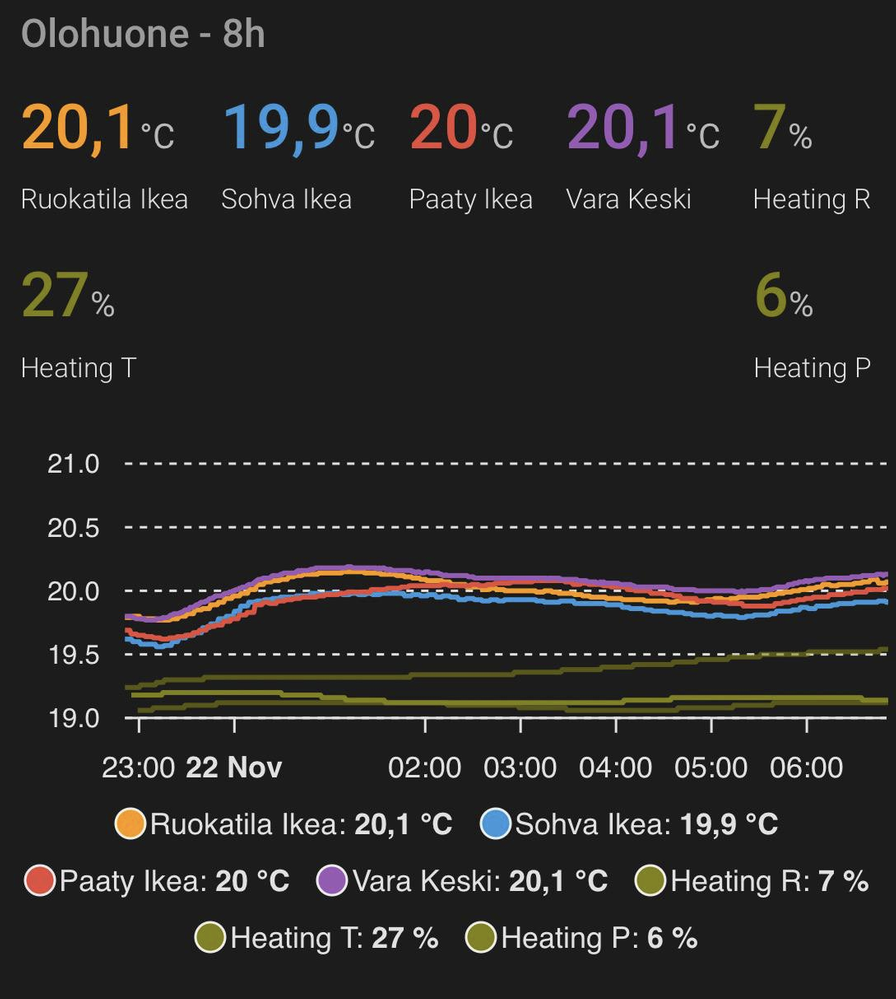 Olohuone - 8h
20,1 °C 19,9 °C 20 °C 20,1 °C 7 %
Ruokatila Ikea Sohva Ikea Paaty Ikea Vara Keski Heating R
27 % 6 %
Heating T Heating P
21.0
20.5
20.0
19.5
19.0
23:00 22 Nov 02:00 03:00 04:00 05:00 06:00
Ruokatila Ikea: 20,1 °C Sohva Ikea: 19,9 °C
Paaty Ikea: 20 °C Vara Keski: 20,1 °C Heating R: 7 %
Heating T: 27 % Heating P: 6 %